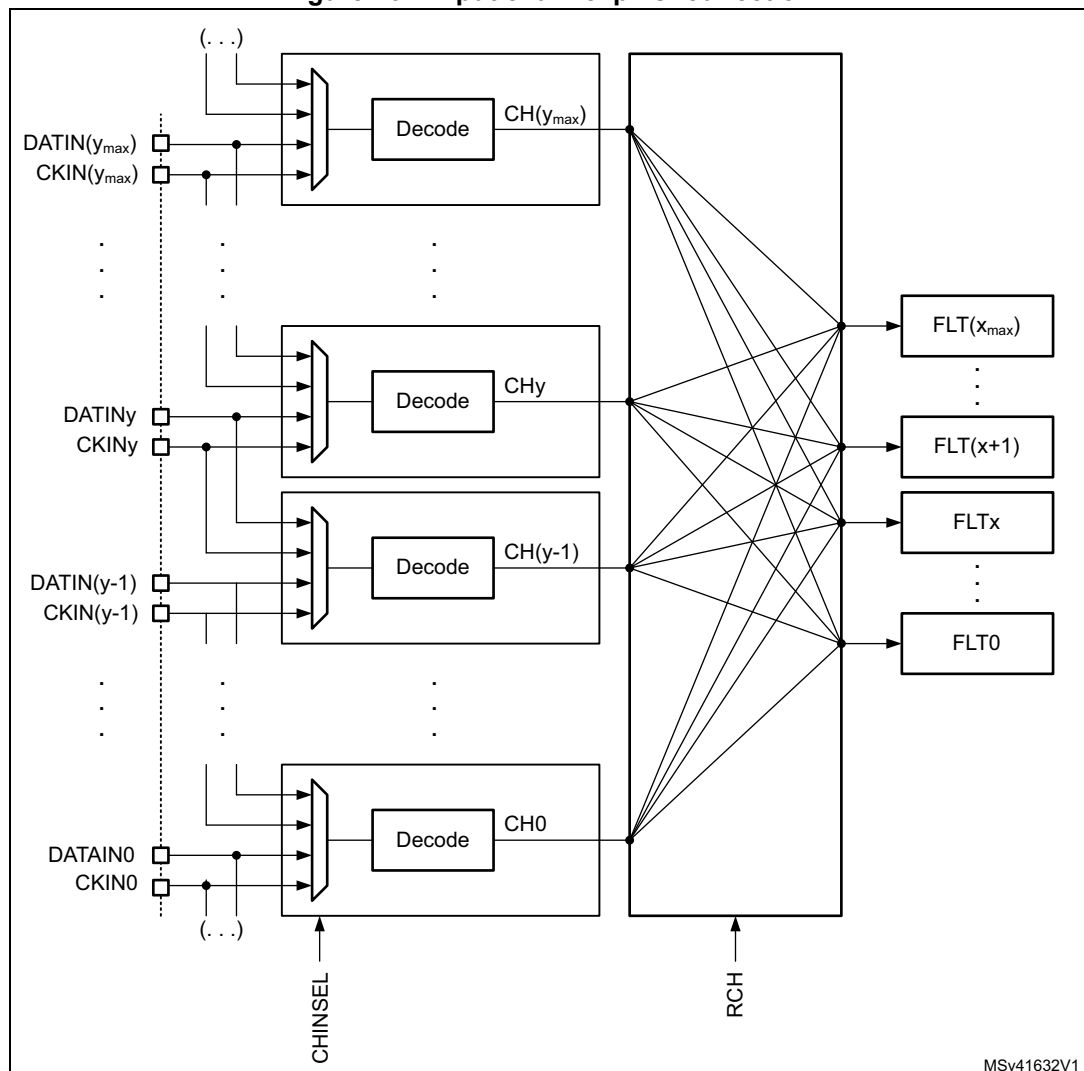 (. . .)
CH(ymax)
Decode
DATIN(ymax)
CKIN(ymax)
FLT(xmax)
CHy
Decode
DATINy
CKINy
FLT(x+1)
FLTx
CH(y-1)
Decode
DATIN(y-1)
CKIN(y-1)
FLT0
CH0
Decode
DATAIN0
CKIN0
(. . .)
CHINSEL
RCH
MSv41632V1